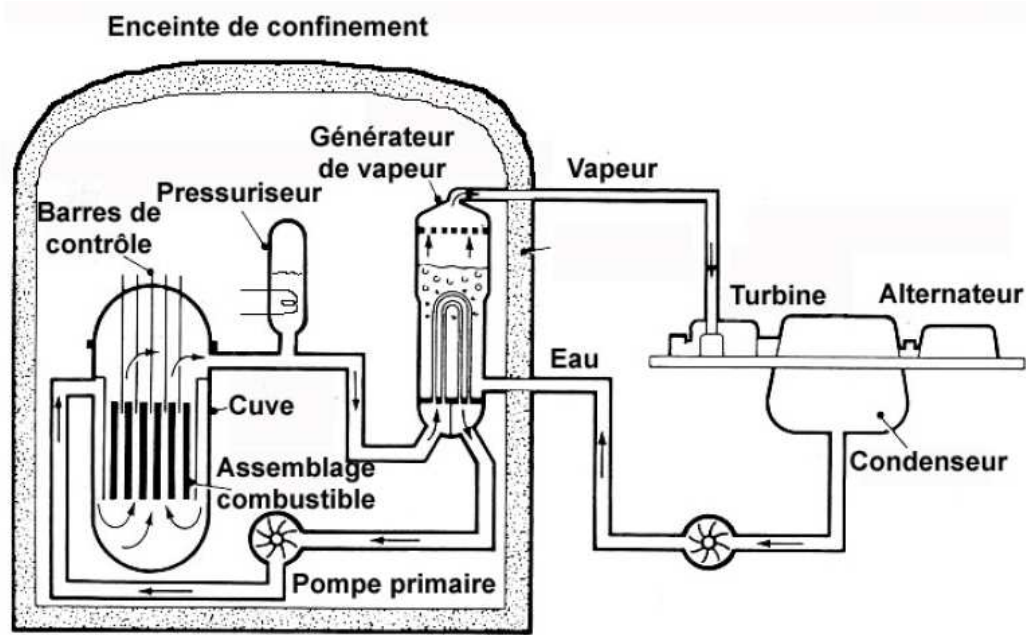 Enceinte de confinement
Générateur
de vapeur
Vapeur
Pressuriseur
Barres de
contrôle
Turbine
Alternateur
Eau
Cuve
Condenseur
Assemblage
combustible
Pompe primaire